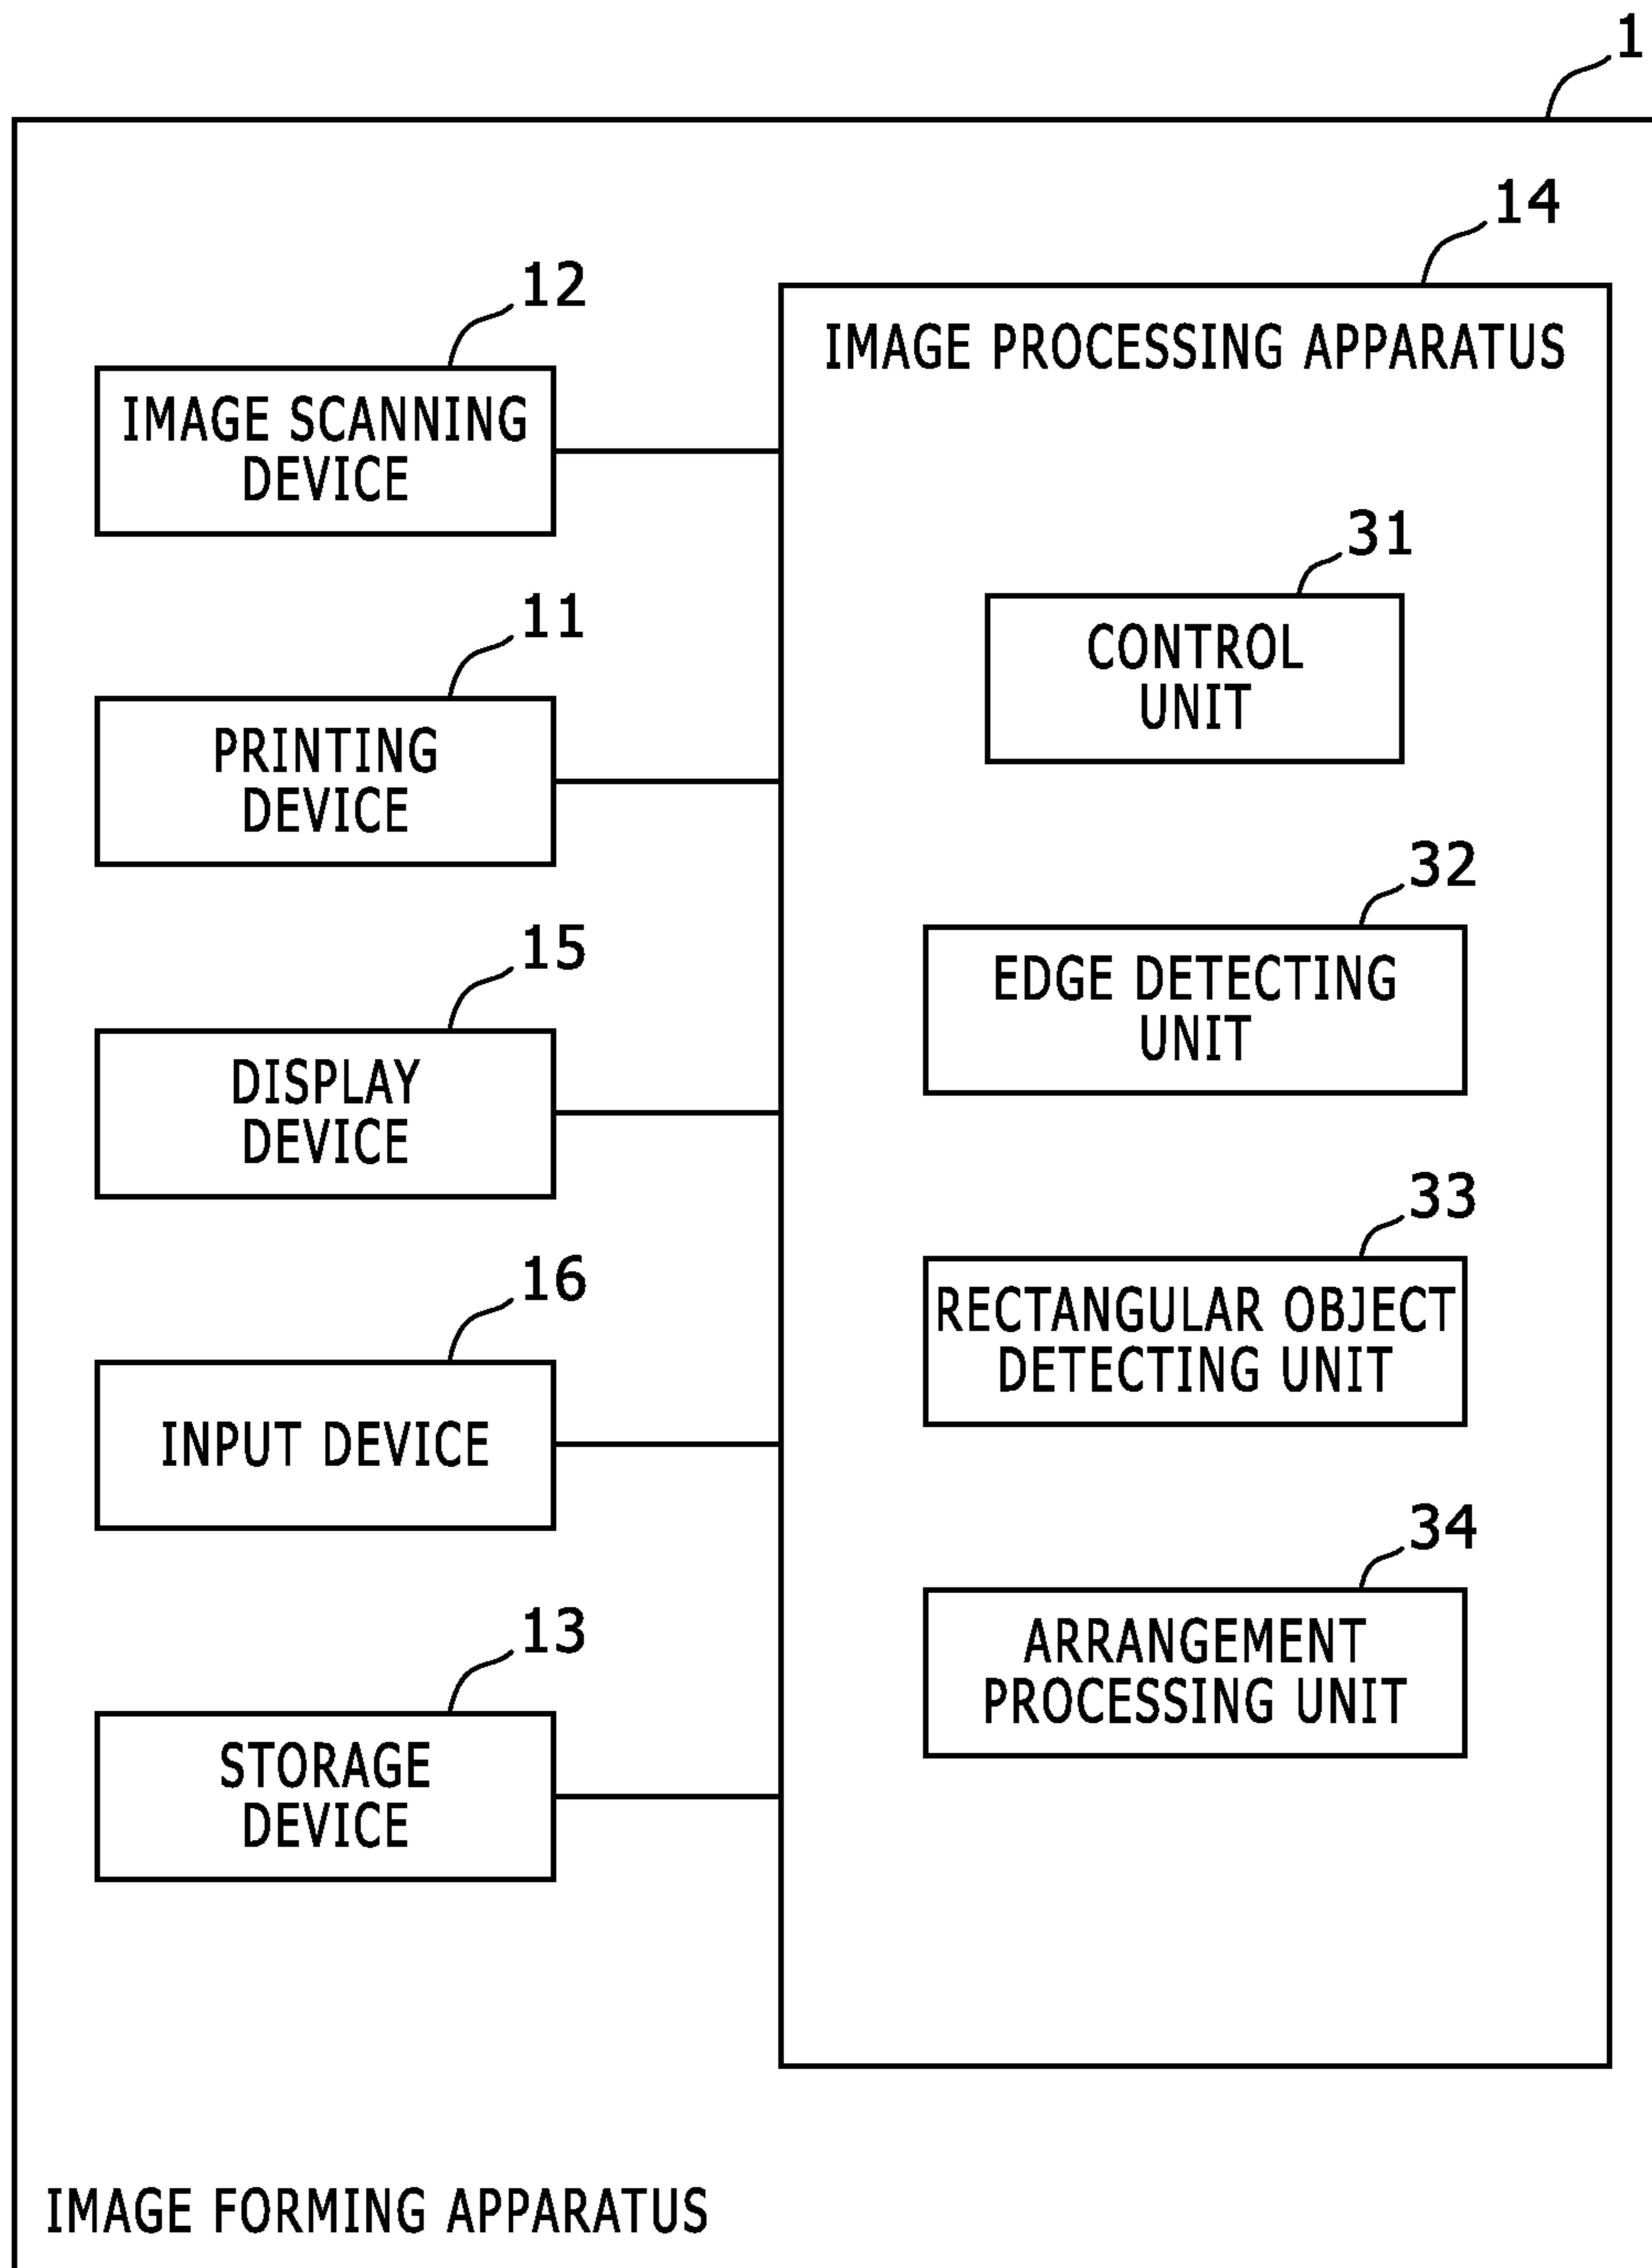 1
14
IMAGE PROCESSING APPARATUS
12
IMAGE SCANNING
DEVICE
11
PRINTING
DEVICE
15
DISPLAY
DEVICE
16
INPUT DEVICE
13
STORAGE
DEVICE
31
CONTROL
UNIT
32
EDGE DETECTING
UNIT
33
RECTANGULAR OBJECT
DETECTING UNIT
34
ARRANGEMENT
PROCESSING UNIT
IMAGE FORMING APPARATUS